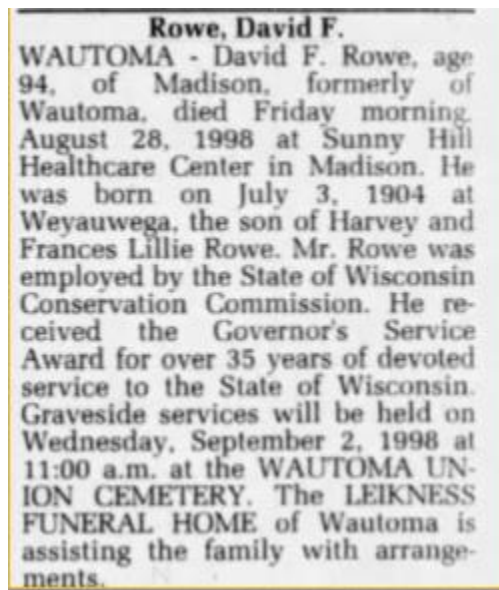 Rowe, David F.
WAUTOMA - David F. Rowe, age
94, of Madison, formerly of
Wautoma, died Friday morning,
August 28, 1998 at Sunny Hill
Healthcare Center in Madison. He
was born on July 3, 1904 at
Weyauwega, the son of Harvey and
Frances Lillie Rowe. Mr. Rowe was
employed by the State of Wisconsin
Conservation Commission. He re-
ceived the Governor's Service
Award for over 35 years of devoted
service to the State of Wisconsin.
Graveside services will be held on
Wednesday, September 2, 1998 at
11:00 a.m. at the WAUTOMA UN-
ION CEMETERY. The LEIKNESS
FUNERAL HOME of Wautoma is
assisting the family with arrange-
ments.